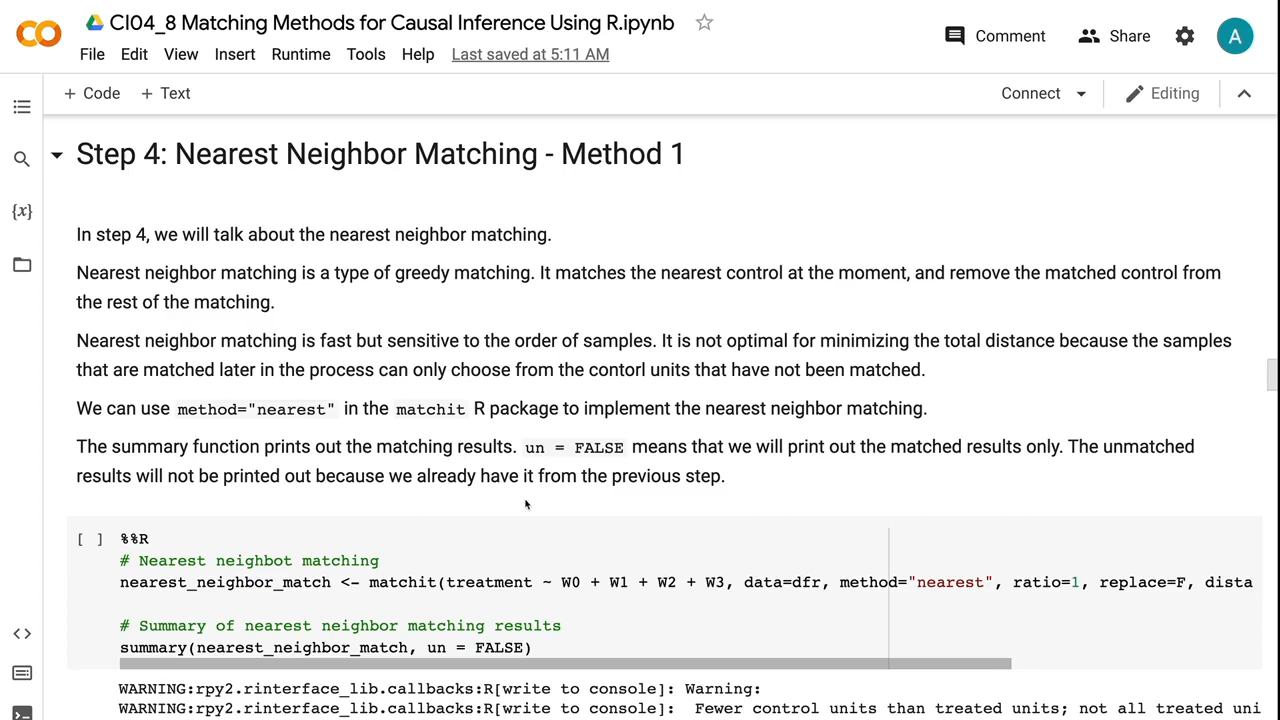 CI04_8 Matching Methods for Causal Inference Using R.ipynb
File Edit View Insert Runtime Tools Help Last saved at 5:11 AM
Comment Share A
+ Code + Text Connect Editing
{x}
Step 4: Nearest Neighbor Matching - Method 1
In step 4, we will talk about the nearest neighbor matching.
Nearest neighbor matching is a type of greedy matching. It matches the nearest control at the moment, and remove the matched control from
the rest of the matching.
Nearest neighbor matching is fast but sensitive to the order of samples. It is not optimal for minimizing the total distance because the samples
that are matched later in the process can only choose from the contorl units that have not been matched.
We can use method="nearest" in the matchit R package to implement the nearest neighbor matching.
The summary function prints out the matching results. un = FALSE means that we will print out the matched results only. The unmatched
results will not be printed out because we already have it from the previous step.
[ ] %%R
# Nearest neighbot matching
nearest_neighbor_match <- matchit(treatment ~ W0 + W1 + W2 + W3, data=dfr, method="nearest", ratio=1, replace=F, dista
# Summary of nearest neighbor matching results
summary(nearest_neighbor_match, un = FALSE)
WARNING:rpy2.rinterface_lib.callbacks:R[write to console]: Warning:
WARNING:rpy2.rinterface_lib.callbacks:R[write to console]: Fewer control units than treated units; not all treated uni